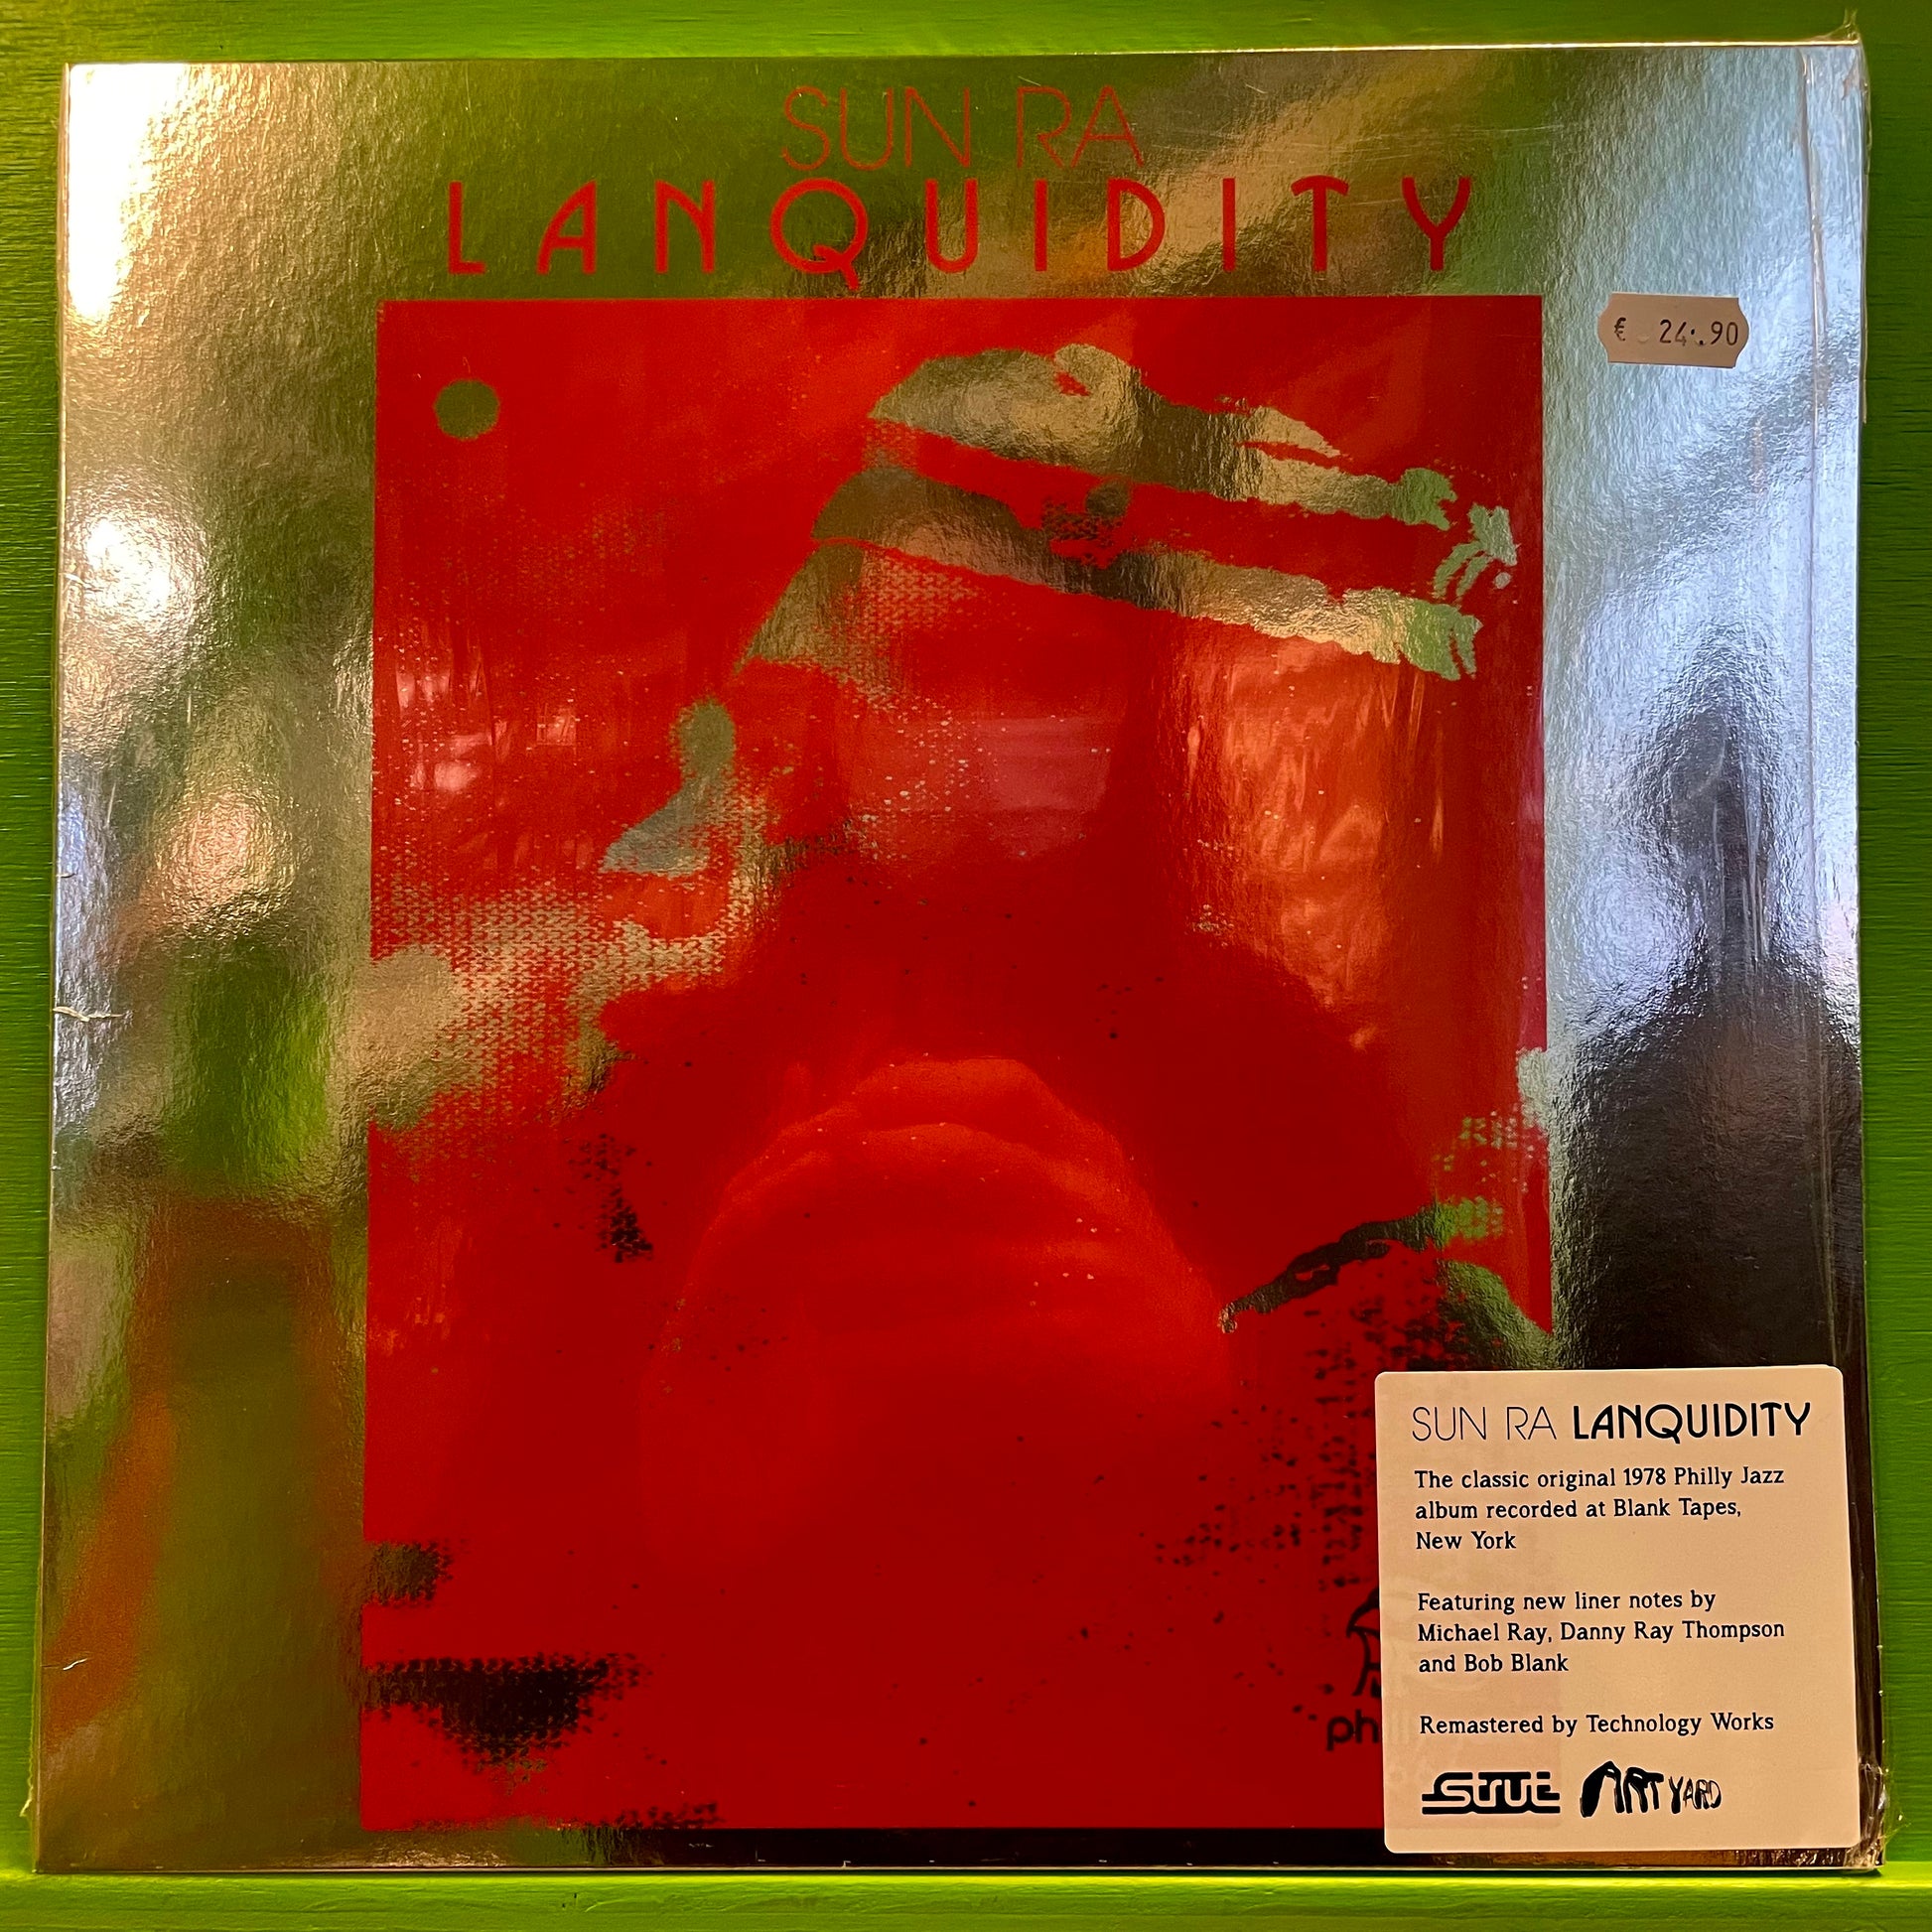 SUN RA
LANQUIDITY
€ 24.90
SUN RA LANQUIDITY
The classic original 1978 Philly Jazz
album recorded at Blank Tapes,
New York
Featuring new liner notes by
Michael Ray, Danny Ray Thompson
and Bob Blank
Remastered by Technology Works
ph
strut ART YARD